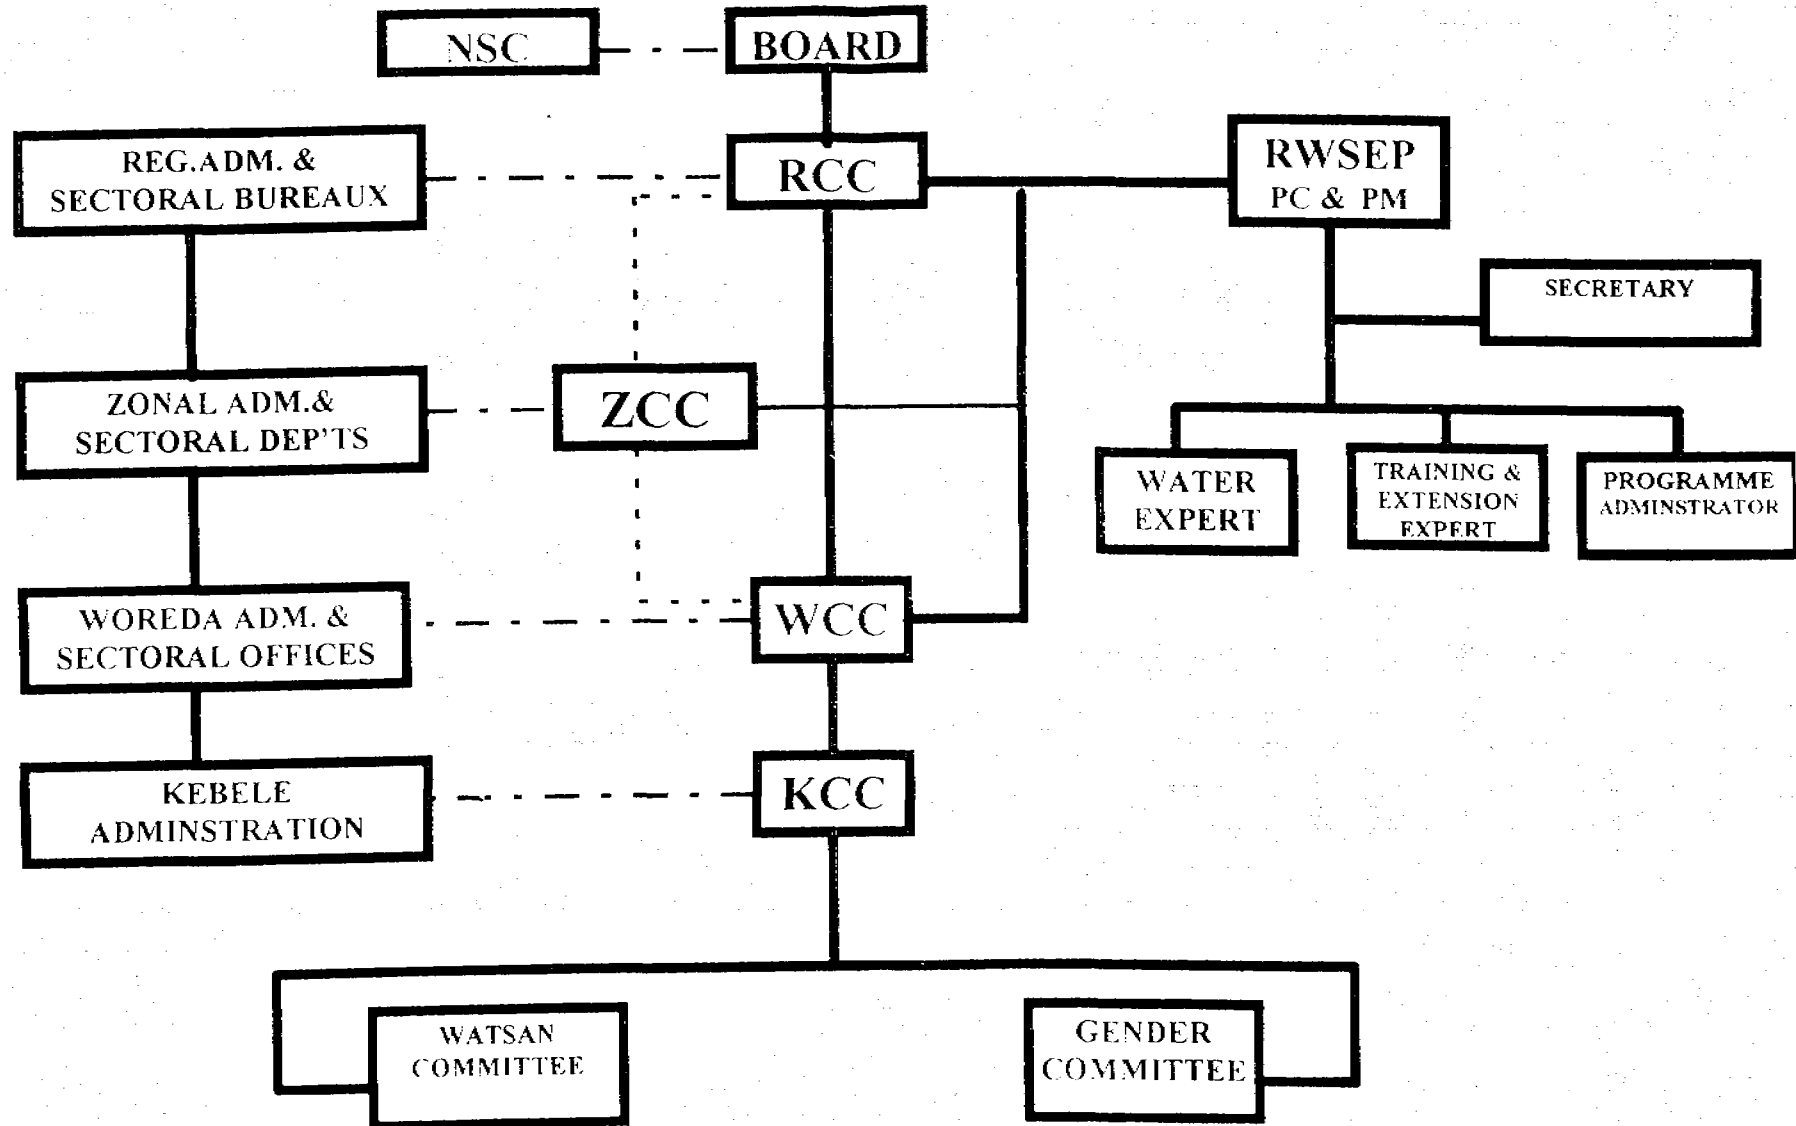 NSC
BOARD
REG.ADM. &
SECTORAL BUREAUX
RCC
RWSEP
PC & PM
SECRETARY
ZONAL ADM.&
SECTORAL DEP'TS
ZCC
WATER
EXPERT
TRAINING &
EXTENSION
EXPERT
PROGRAMME
ADMINSTRATOR
WOREDA ADM. &
SECTORAL OFFICES
WCC
KEBELE
ADMINSTRATION
KCC
WATSAN
COMMITTEE
GENDER
COMMITTEE